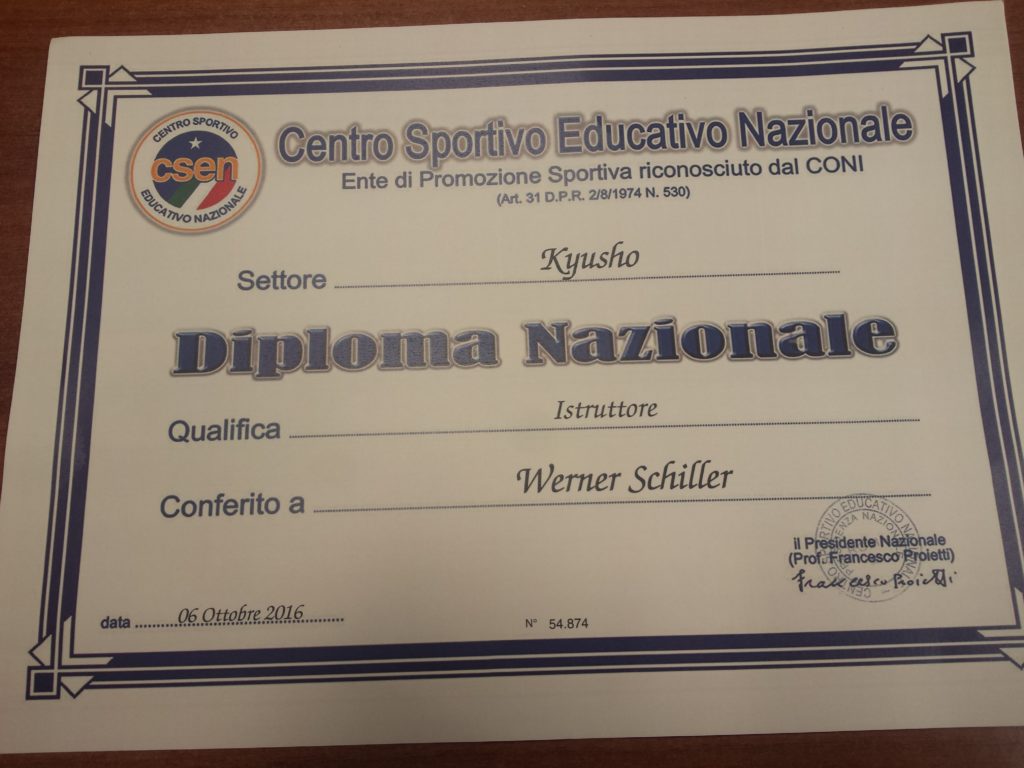 CENTRO SPORTIVO
csen
EDUCATIVO NAZIONALE
Centro Sportivo Educativo Nazionale
Ente di Promozione Sportiva riconosciuto dal CONI
(Art. 31 D.P.R. 2/8/1974 N. 530)
Settore Kyusho
Diploma Nazionale
Qualifica Istruttore
Conferito a Werner Schiller
il Presidente Nazionale
(Prof. Francesco Proietti)
Francesco Proietti
data 06 Ottobre 2016
N° 54.874